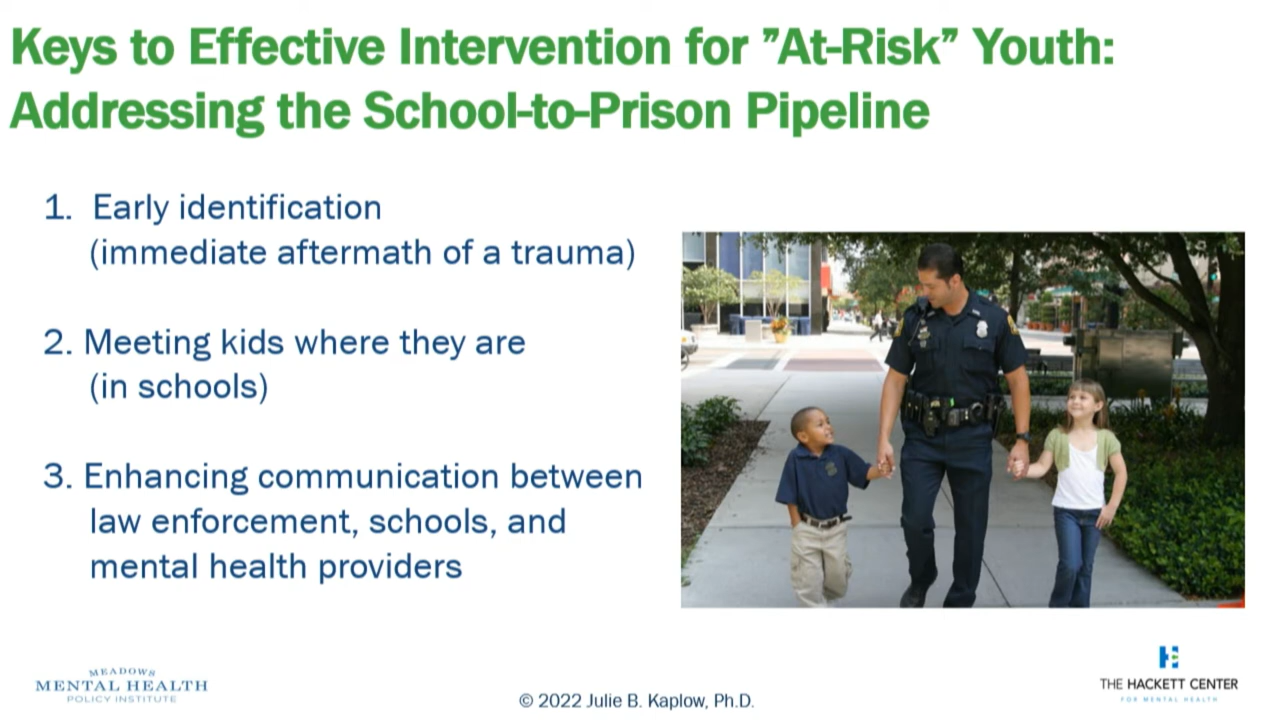 Keys to Effective Intervention for ”At-Risk” Youth:
Addressing the School-to-Prison Pipeline
1. Early identification
(immediate aftermath of a trauma)
2. Meeting kids where they are
(in schools)
3. Enhancing communication between
law enforcement, schools, and
mental health providers
MEADOWS
MENTAL HEALTH
POLICY INSTITUTE
© 2022 Julie B. Kaplow, Ph.D.
THE HACKETT CENTER
FOR MENTAL HEALTH